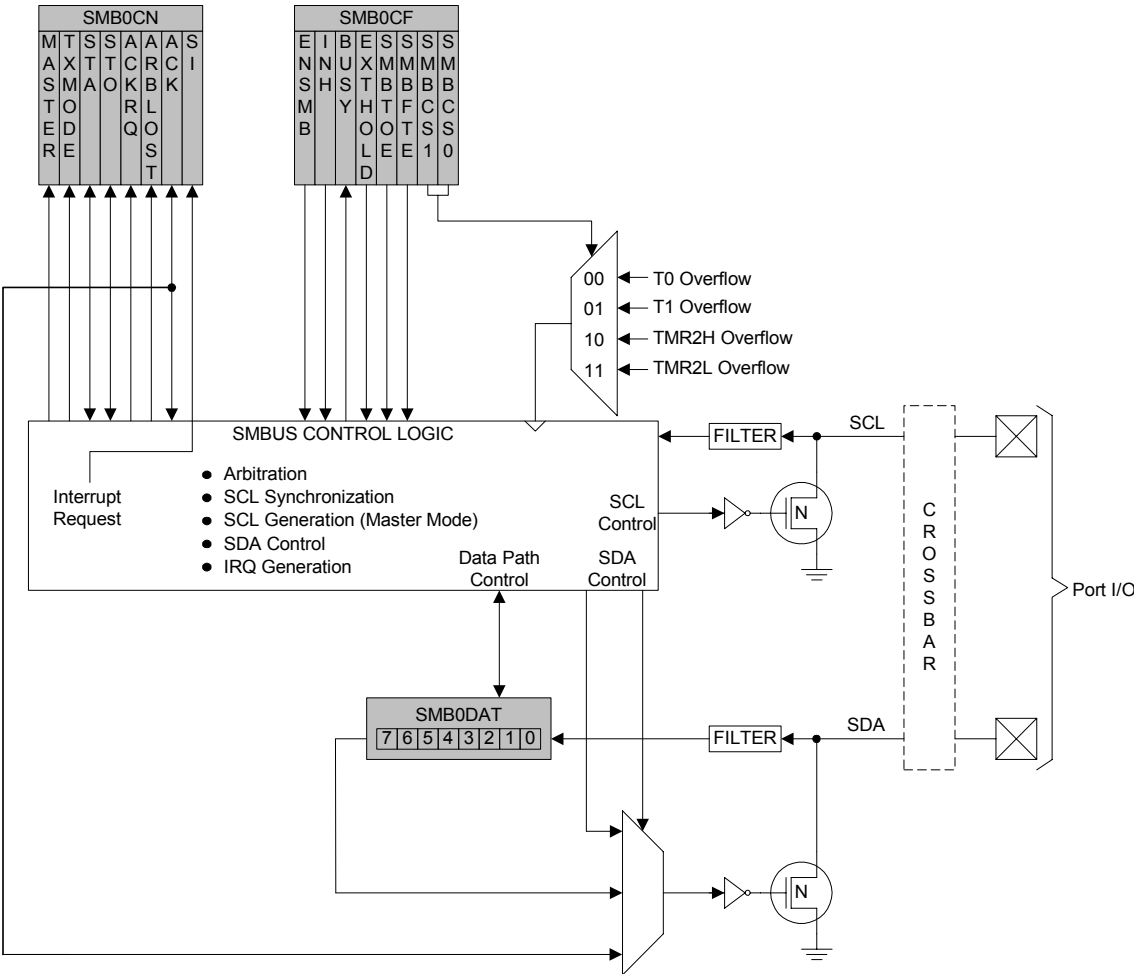 SMB0CN
MASTER
TXMODE
STA
STO
ACKRQ
ARBLOST
ACK
SI
SMB0CF
ENSMB
INH
BUSY
EXTHOLD
SMBTOE
SMBFTE
SMBCS1
SMBCS0
00
T0 Overflow
01
T1 Overflow
10
TMR2H Overflow
11
TMR2L Overflow
SMBUS CONTROL LOGIC
Interrupt
Request
● Arbitration
● SCL Synchronization
● SCL Generation (Master Mode)
● SDA Control
● IRQ Generation
SCL
Control
Data Path
Control
SDA
Control
FILTER
SCL
N
CROSSBAR
Port I/O
SMB0DAT
7 6 5 4 3 2 1 0
FILTER
SDA
N